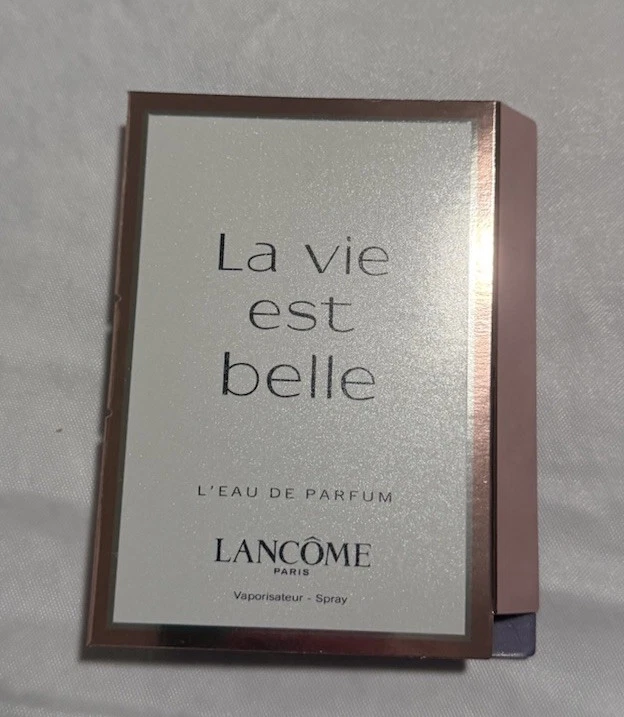 La vie
est
belle
L'EAU DE PARFUM
LANCÔME
PARIS
Vaporisateur - Spray